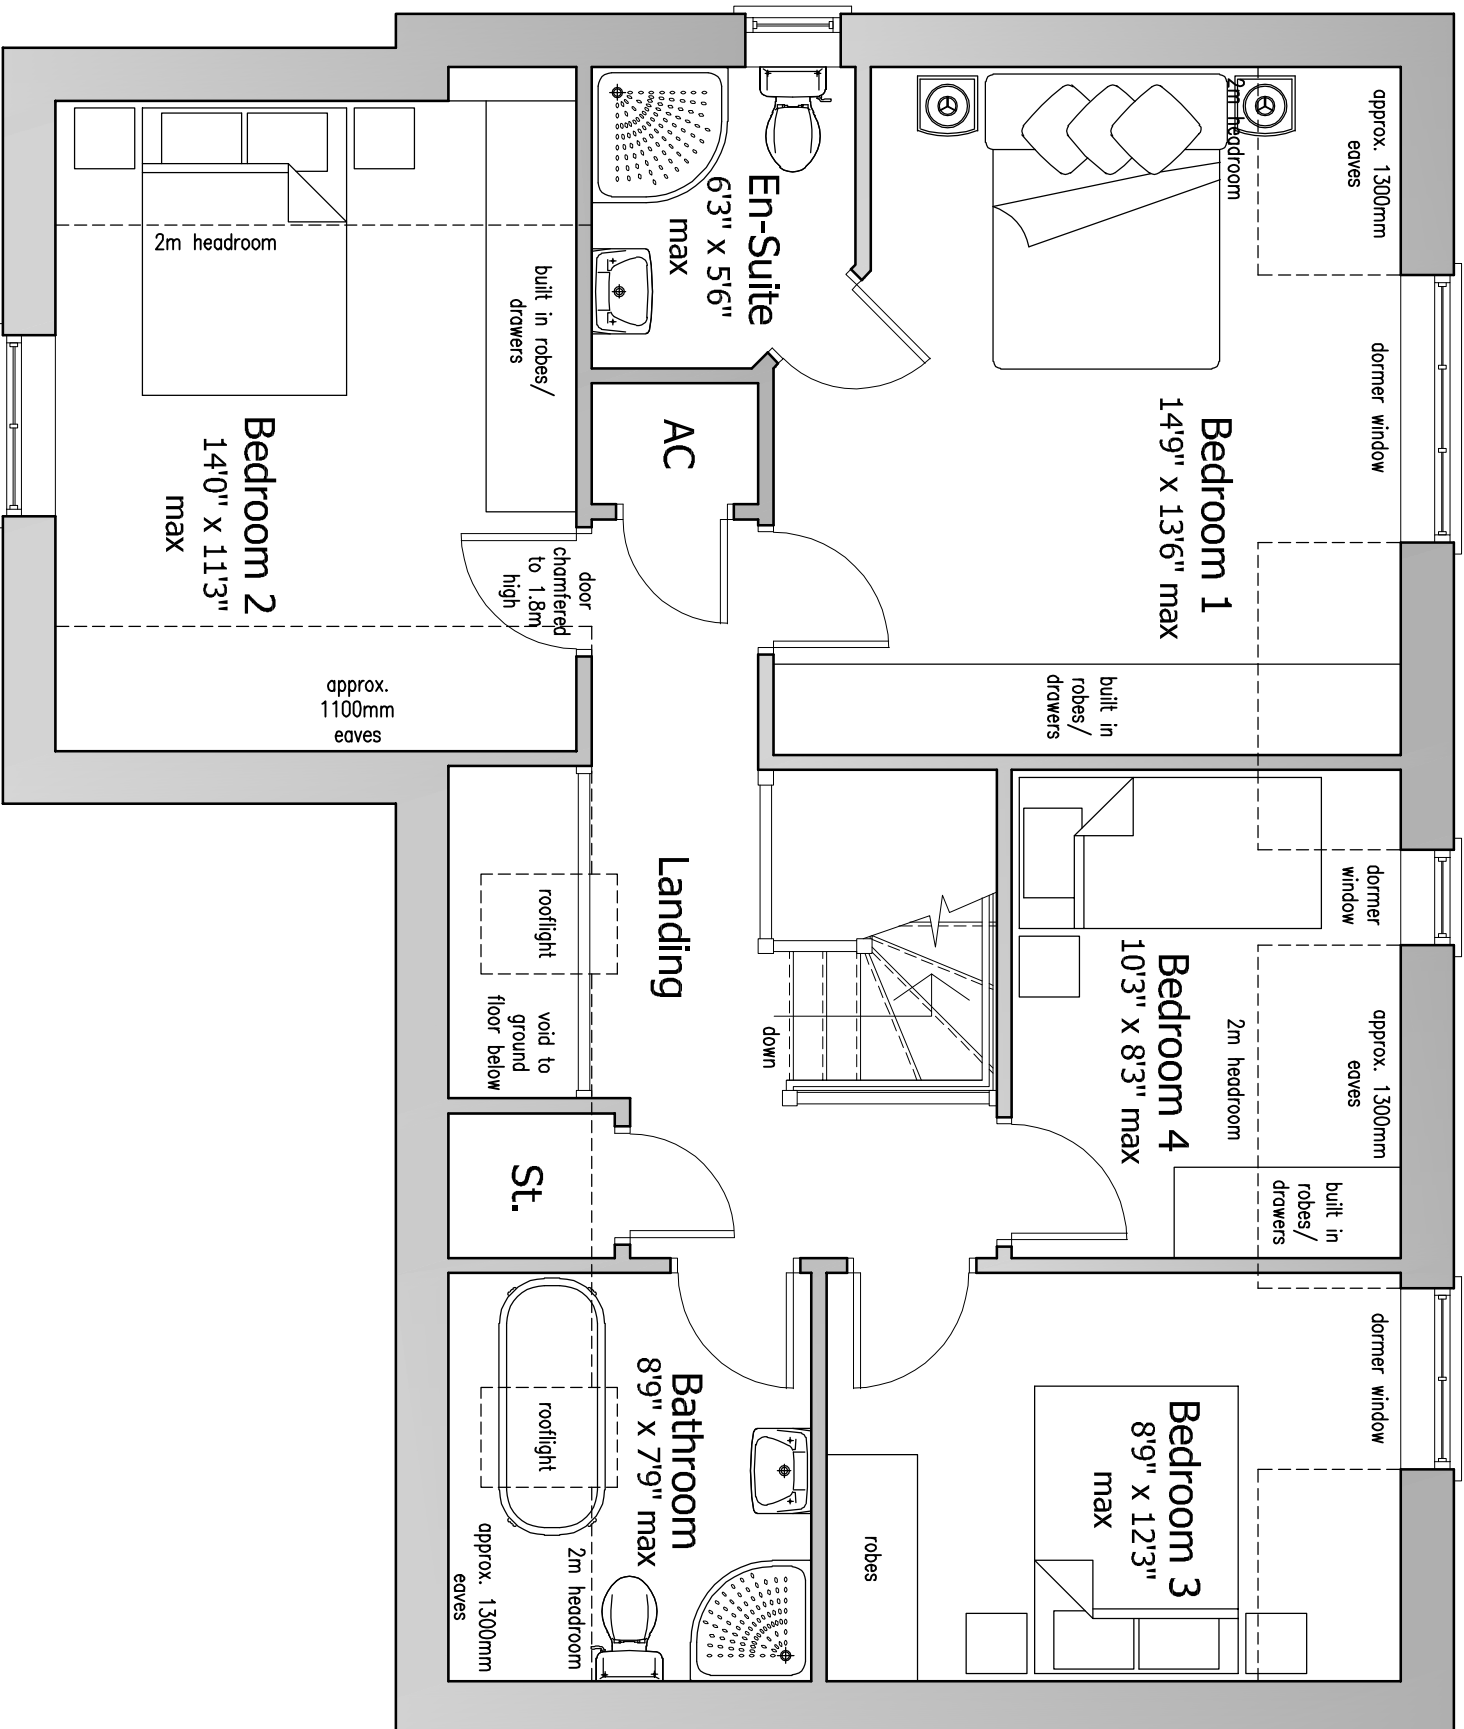 approx. 1300mm
eaves
2m headroom
dormer window
Bedroom 1
14'9" x 13'6" max
built in
robes/
drawers
En-Suite
6'3" x 5'6"
max
AC
built in robes/
drawers
2m headroom
Bedroom 2
14'0" x 11'3"
max
door
chamfered
to 1.8m
high
approx.
1100mm
eaves
dormer
window
Bedroom 4
10'3" x 8'3" max
approx. 1300mm
eaves
2m headroom
built in
robes/
drawers
down
Landing
rooflight
void to
ground
floor below
St.
dormer window
Bedroom 3
8'9" x 12'3"
max
robes
Bathroom
8'9" x 7'9" max
rooflight
2m headroom
approx. 1300mm
eaves